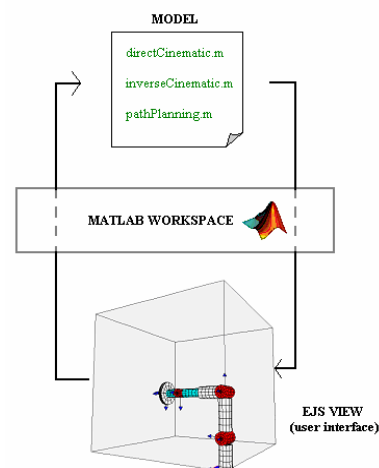 MODEL
directCinematic.m
inverseCinematic.m
pathPlanning.m
MATLAB WORKSPACE
EJS VIEW
(user interface)